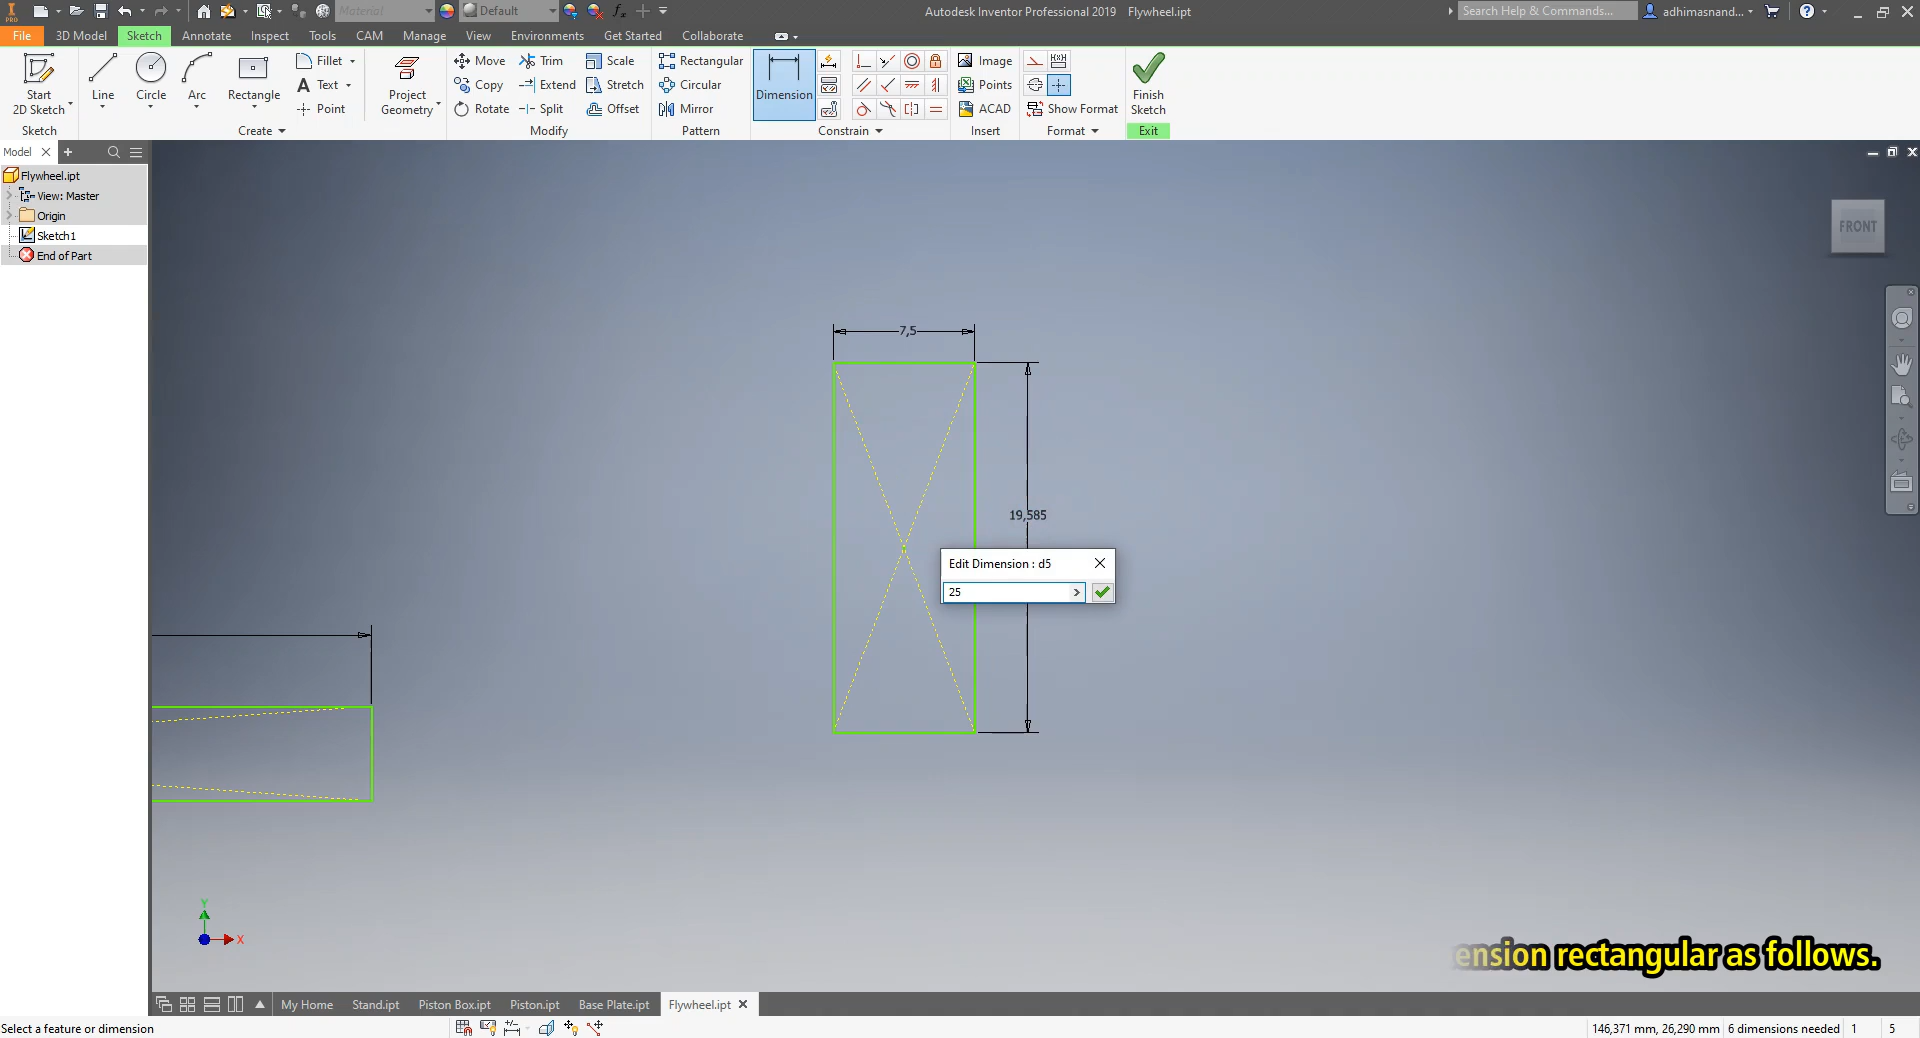 Material
Default
Autodesk Inventor Professional 2019 Flywheel.ipt
Search Help & Commands...
adhimasnand...
PRO
File 3D Model Sketch Annotate Inspect Tools CAM Manage View Environments Get Started Collaborate
Start
2D Sketch
Line
Circle
Arc
Rectangle
Fillet
Text
Point
Project
Geometry
Move
Copy
Rotate
Trim
Extend
Split
Scale
Stretch
Offset
Rectangular
Circular
Mirror
Dimension
Image
Points
ACAD
Show Format
Finish
Sketch
Sketch Create Modify Pattern Constrain Insert Format Exit
Model
Flywheel.ipt
View: Master
Origin
Sketch1
End of Part
FRONT
7,5
19,585
Edit Dimension : d5
25
Y
X
ension rectangular as follows.
My Home Stand.ipt Piston Box.ipt Piston.ipt Base Plate.ipt Flywheel.ipt
Select a feature or dimension
146,371 mm, 26,290 mm 6 dimensions needed 1 5